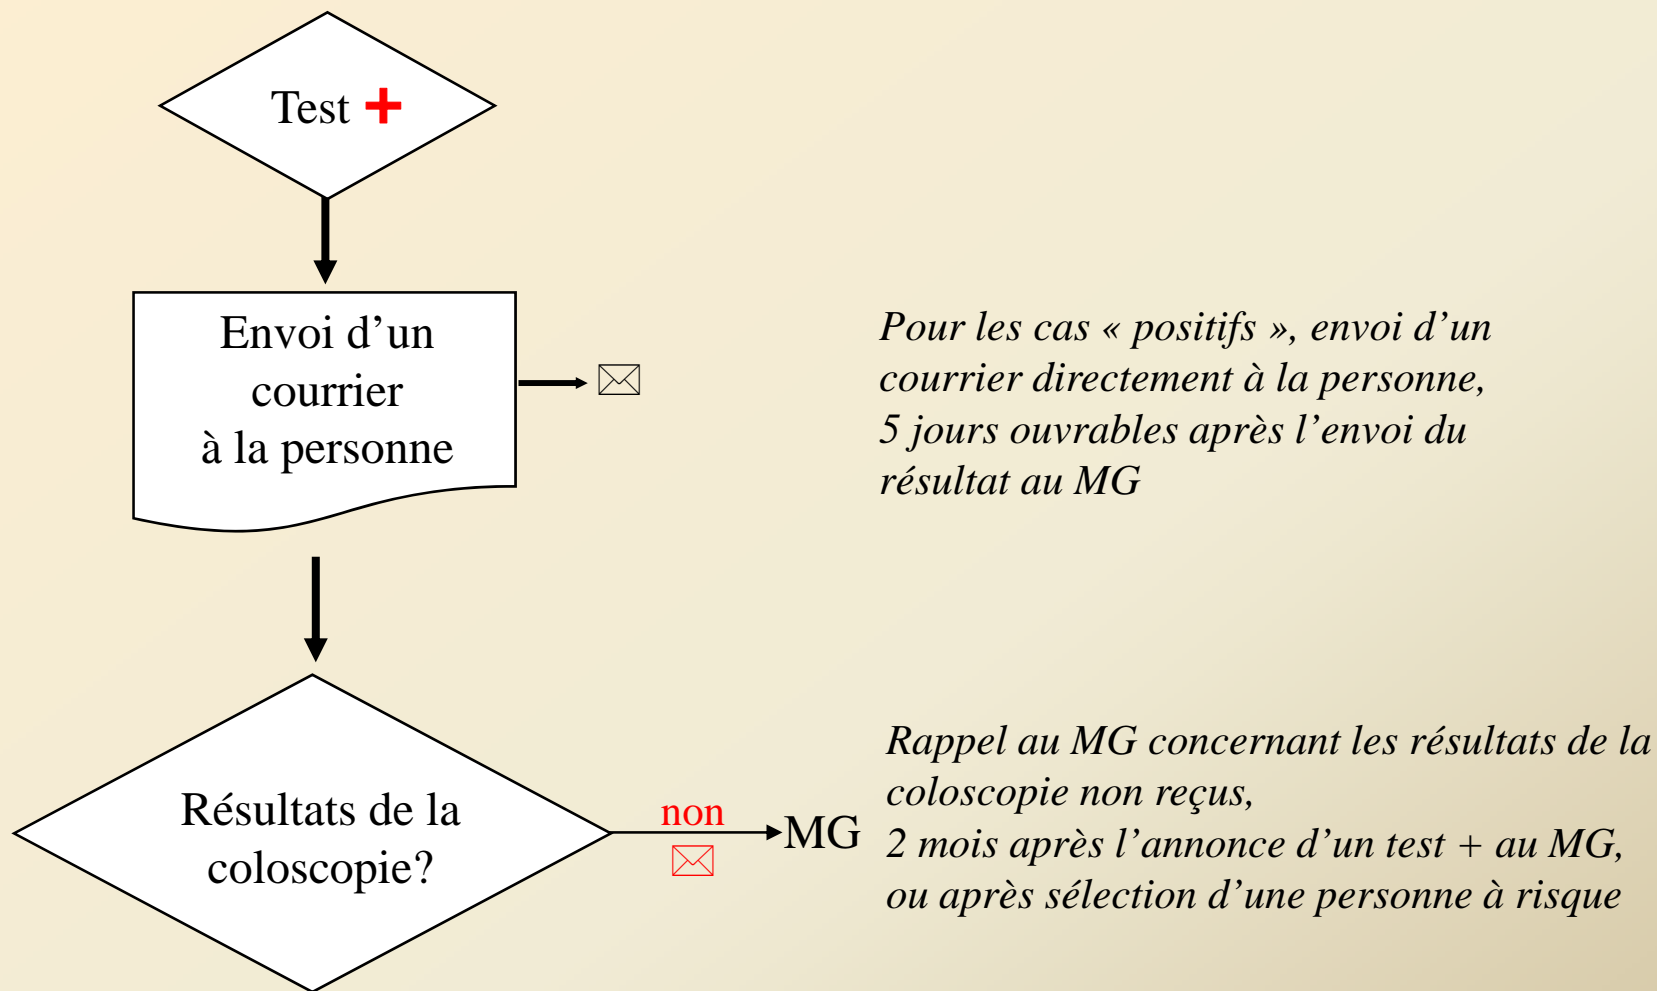 Test +
Envoi d’un
courrier
à la personne
Pour les cas « positifs », envoi d’un
courrier directement à la personne,
5 jours ouvrables après l’envoi du
résultat au MG
Résultats de la
coloscopie?
non
MG
Rappel au MG concernant les résultats de la
coloscopie non reçus,
2 mois après l’annonce d’un test + au MG,
ou après sélection d’une personne à risque